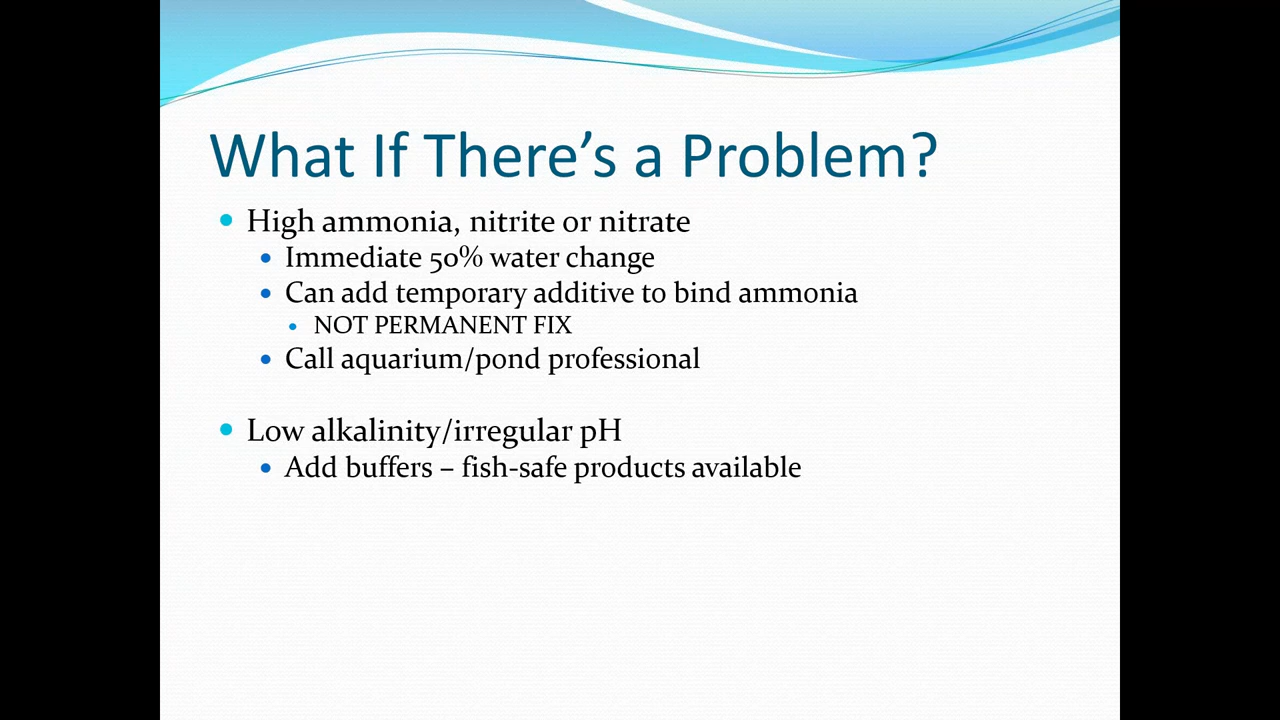 What If There’s a Problem?
High ammonia, nitrite or nitrate
Immediate 50% water change
Can add temporary additive to bind ammonia
NOT PERMANENT FIX
Call aquarium/pond professional
Low alkalinity/irregular pH
Add buffers – fish-safe products available